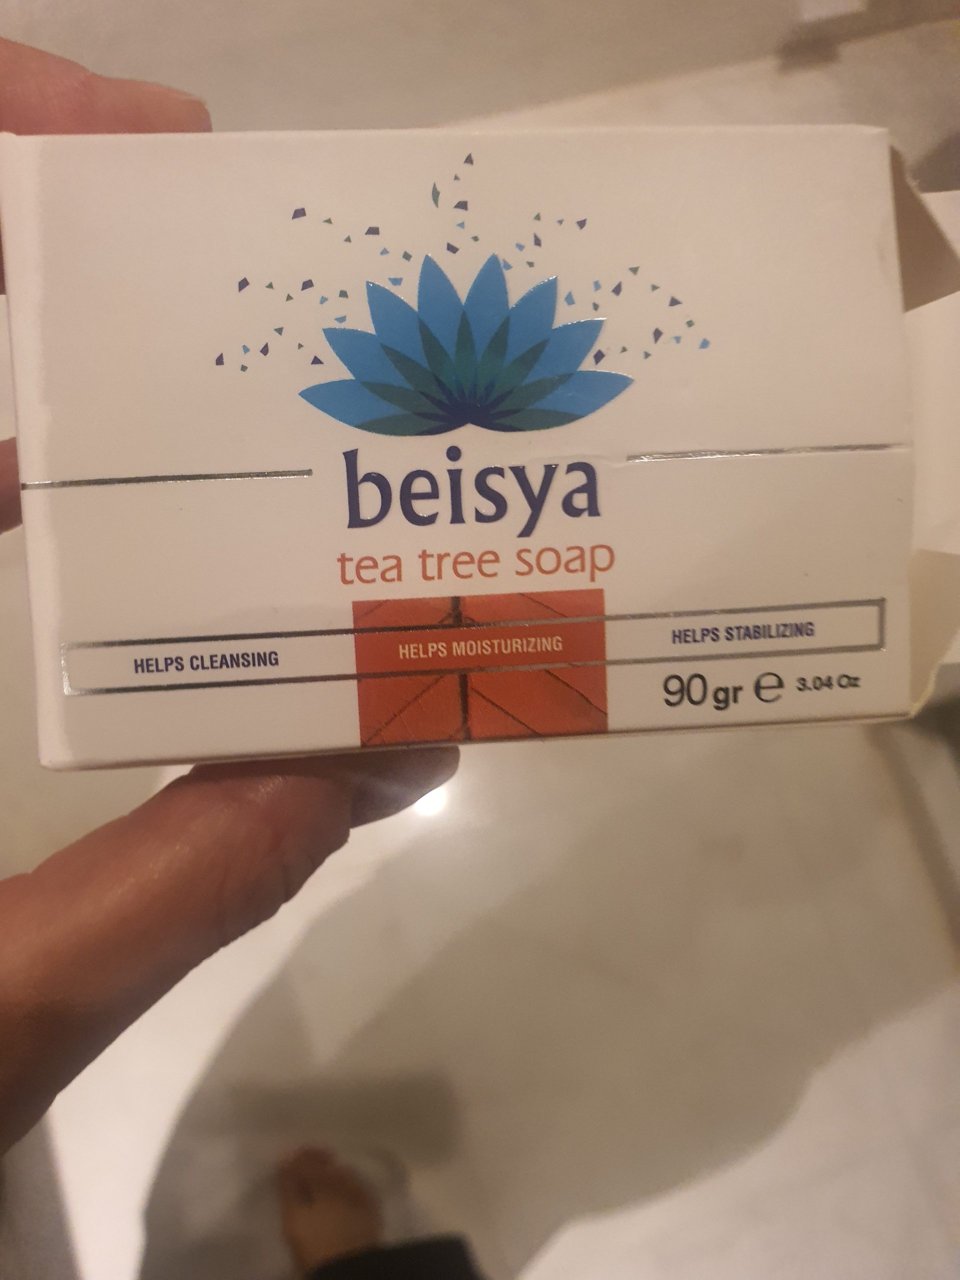 beisya
tea tree soap
HELPS CLEANSING
HELPS MOISTURIZING
HELPS STABILIZING
90gr e 3.04 Oz